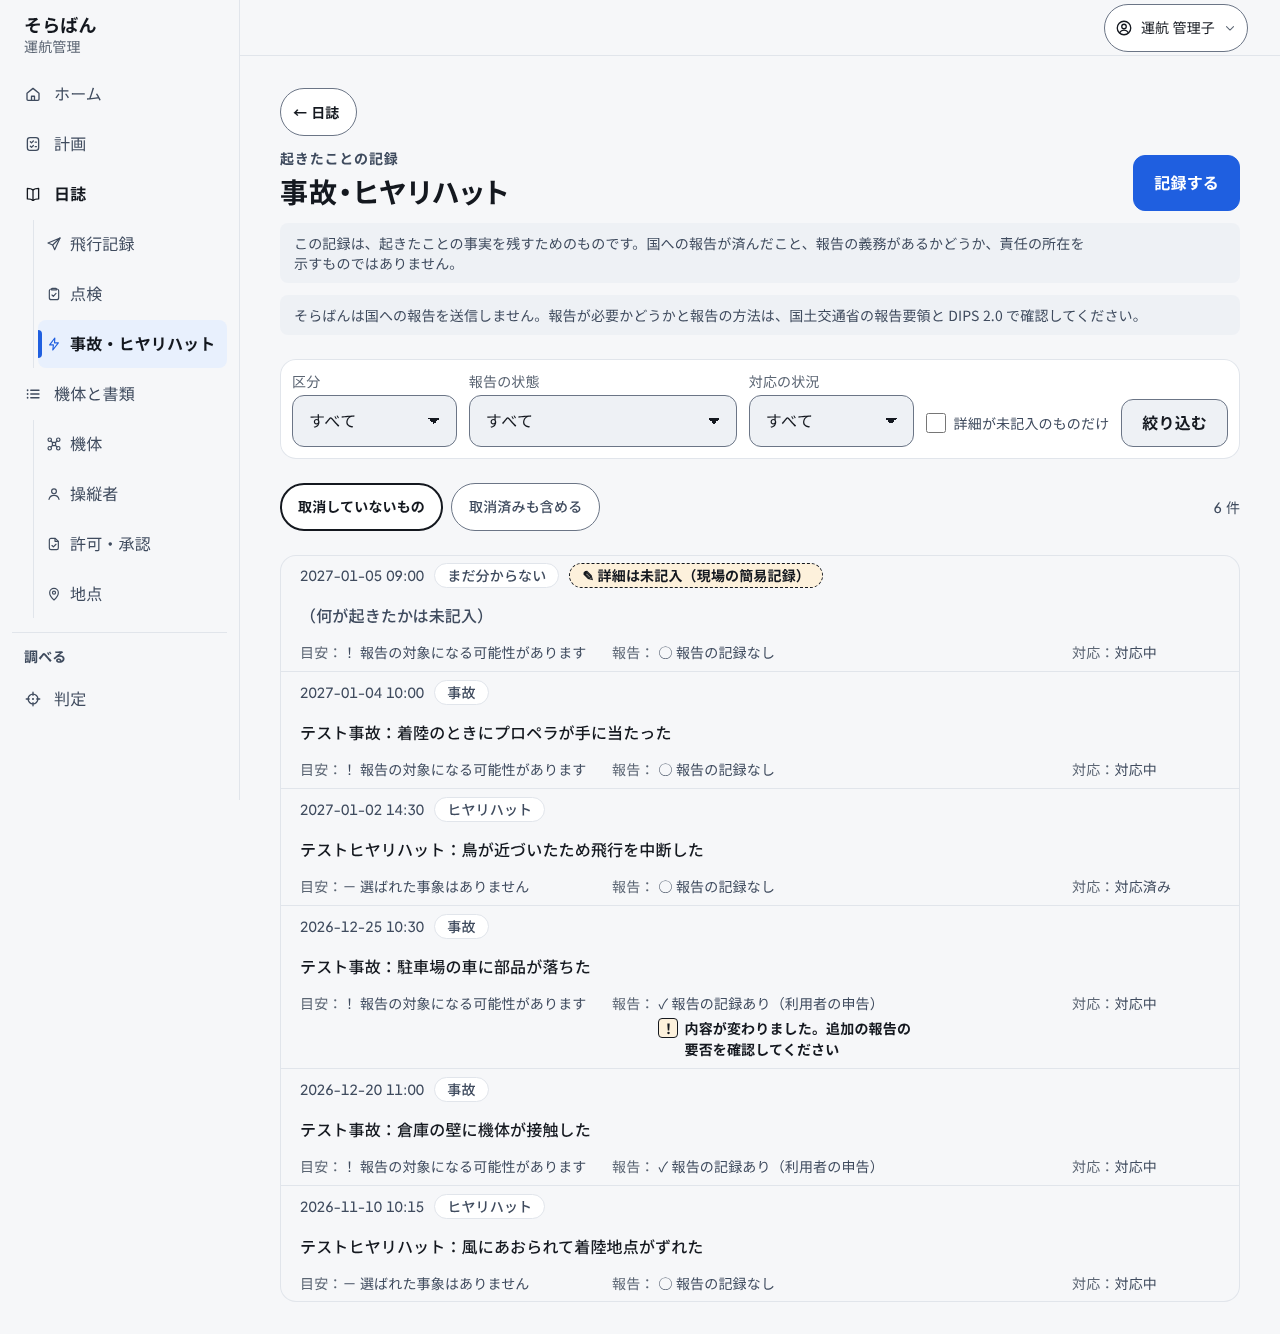 そらばん
運航管理
運航 管理子
ホーム
計画
日誌
飛行記録
点検
事故・ヒヤリハット
機体と書類
機体
操縦者
許可・承認
地点
調べる
判定
← 日誌
起きたことの記録
事故・ヒヤリハット
記録する
この記録は、起きたことの事実を残すためのものです。国への報告が済んだこと、報告の義務があるかどうか、責任の所在を
示すものではありません。
そらばんは国への報告を送信しません。報告が必要かどうかと報告の方法は、国土交通省の報告要領と DIPS 2.0 で確認してください。
区分 報告の状態 対応の状況
すべて すべて すべて 詳細が未記入のものだけ 絞り込む
取消していないもの 取消済みも含める 6 件
2027-01-05 09:00 まだ分からない ✎ 詳細は未記入（現場の簡易記録）
（何が起きたかは未記入）
目安：！ 報告の対象になる可能性があります 報告：○ 報告の記録なし 対応：対応中
2027-01-04 10:00 事故
テスト事故：着陸のときにプロペラが手に当たった
目安：！ 報告の対象になる可能性があります 報告：○ 報告の記録なし 対応：対応中
2027-01-02 14:30 ヒヤリハット
テストヒヤリハット：鳥が近づいたため飛行を中断した
目安：— 選ばれた事象はありません 報告：○ 報告の記録なし 対応：対応済み
2026-12-25 10:30 事故
テスト事故：駐車場の車に部品が落ちた
目安：！ 報告の対象になる可能性があります 報告：✓ 報告の記録あり（利用者の申告） 対応：対応中
! 内容が変わりました。追加の報告の
要否を確認してください
2026-12-20 11:00 事故
テスト事故：倉庫の壁に機体が接触した
目安：！ 報告の対象になる可能性があります 報告：✓ 報告の記録あり（利用者の申告） 対応：対応中
2026-11-10 10:15 ヒヤリハット
テストヒヤリハット：風にあおられて着陸地点がずれた
目安：— 選ばれた事象はありません 報告：○ 報告の記録なし 対応：対応中